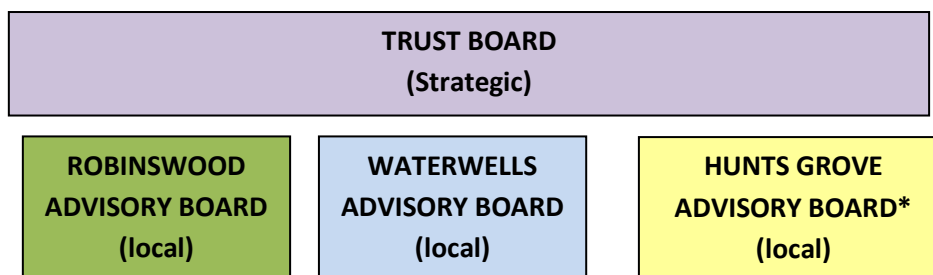 TRUST BOARD
(Strategic)
ROBINSWOOD
ADVISORY BOARD
(local)
WATERWELLS
ADVISORY BOARD
(local)
HUNTS GROVE
ADVISORY BOARD*
(local)